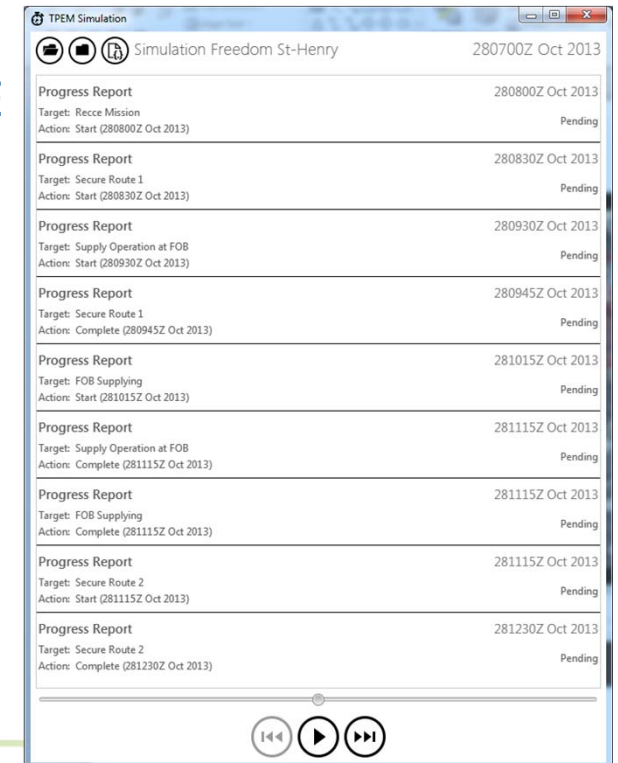 TPEM Simulation
Simulation Freedom St-Henry 280700Z Oct 2013
Progress Report 280800Z Oct 2013
Target: Recce Mission
Pending
Action: Start (280800Z Oct 2013)
Progress Report 280830Z Oct 2013
Target: Secure Route 1
Pending
Action: Start (280830Z Oct 2013)
Progress Report 280930Z Oct 2013
Target: Supply Operation at FOB
Pending
Action: Start (280930Z Oct 2013)
Progress Report 280945Z Oct 2013
Target: Secure Route 1
Pending
Action: Complete (280945Z Oct 2013)
Progress Report 281015Z Oct 2013
Target: FOB Supplying
Pending
Action: Start (281015Z Oct 2013)
Progress Report 281115Z Oct 2013
Target: Supply Operation at FOB
Pending
Action: Complete (281115Z Oct 2013)
Progress Report 281115Z Oct 2013
Target: FOB Supplying
Pending
Action: Complete (281115Z Oct 2013)
Progress Report 281115Z Oct 2013
Target: Secure Route 2
Pending
Action: Start (281115Z Oct 2013)
Progress Report 281230Z Oct 2013
Target: Secure Route 2
Pending
Action: Complete (281230Z Oct 2013)